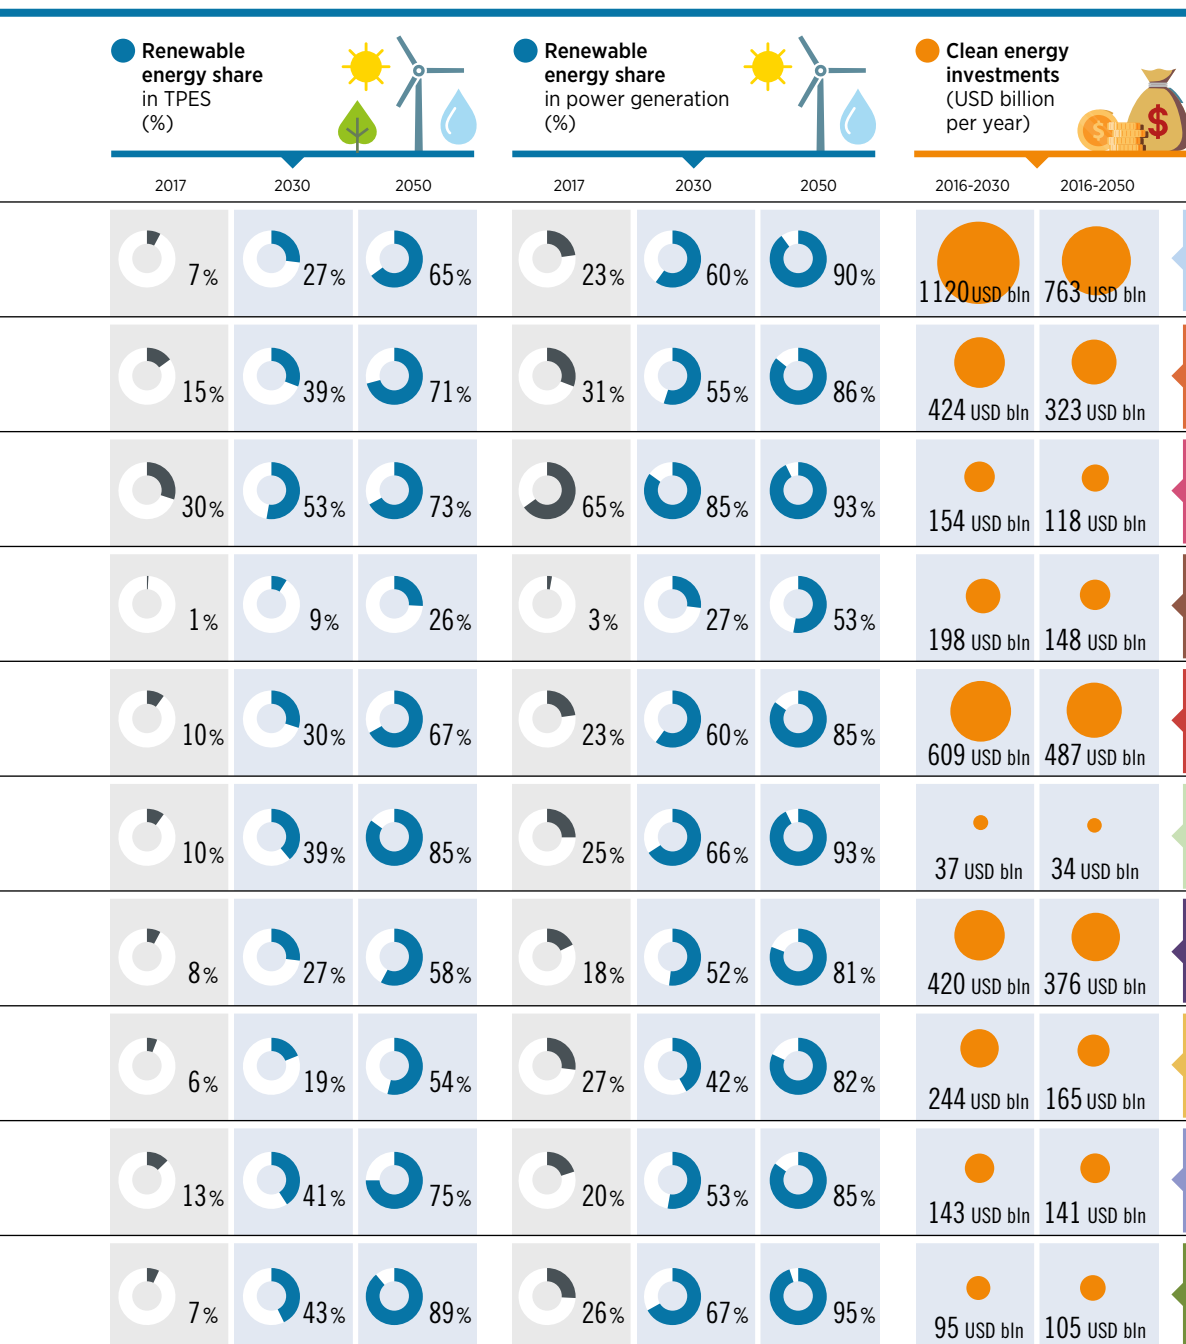 Renewable
energy share
in TPES
(%)
Renewable
energy share
in power generation
(%)
Clean energy
investments
(USD billion
per year)
$
$
2017 2030 2050 2017 2030 2050 2016-2030 2016-2050
7% 27% 65% 23% 60% 90% 1120 USD bln 763 USD bln
15% 39% 71% 31% 55% 86% 424 USD bln 323 USD bln
30% 53% 73% 65% 85% 93% 154 USD bln 118 USD bln
1% 9% 26% 3% 27% 53% 198 USD bln 148 USD bln
10% 30% 67% 23% 60% 85% 609 USD bln 487 USD bln
10% 39% 85% 25% 66% 93% 37 USD bln 34 USD bln
8% 27% 58% 18% 52% 81% 420 USD bln 376 USD bln
6% 19% 54% 27% 42% 82% 244 USD bln 165 USD bln
13% 41% 75% 20% 53% 85% 143 USD bln 141 USD bln
7% 43% 89% 26% 67% 95% 95 USD bln 105 USD bln